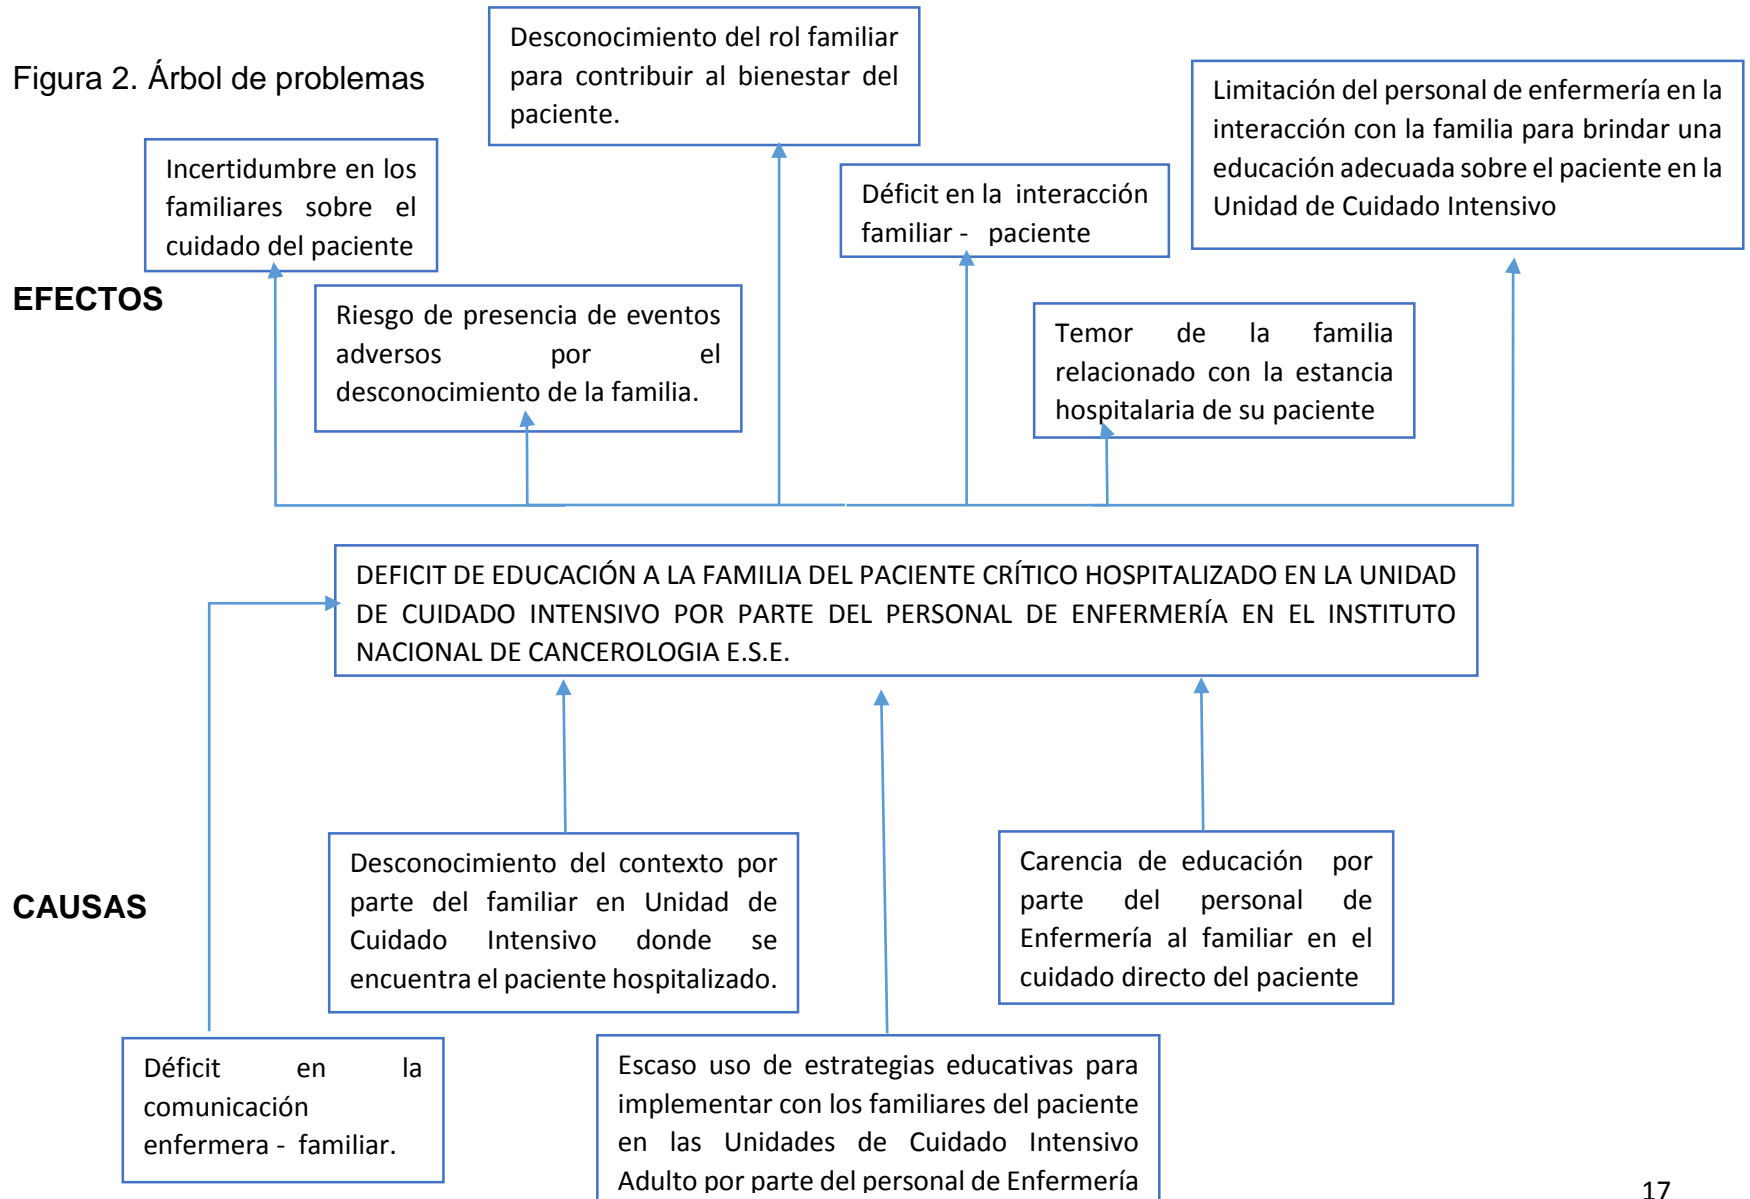 Figura 2. Árbol de problemas
Desconocimiento del rol familiar
para contribuir al bienestar del
paciente.
Limitación del personal de enfermería en la
interacción con la familia para brindar una
educación adecuada sobre el paciente en la
Unidad de Cuidado Intensivo
Incertidumbre en los
familiares sobre el
cuidado del paciente
Déficit en la interacción
familiar - paciente
EFECTOS
Riesgo de presencia de eventos
adversos por el
desconocimiento de la familia.
Temor de la familia
relacionado con la estancia
hospitalaria de su paciente
DEFICIT DE EDUCACIÓN A LA FAMILIA DEL PACIENTE CRÍTICO HOSPITALIZADO EN LA UNIDAD
DE CUIDADO INTENSIVO POR PARTE DEL PERSONAL DE ENFERMERÍA EN EL INSTITUTO
NACIONAL DE CANCEROLOGIA E.S.E.
CAUSAS
Desconocimiento del contexto por
parte del familiar en Unidad de
Cuidado Intensivo donde se
encuentra el paciente hospitalizado.
Carencia de educación por
parte del personal de
Enfermería al familiar en el
cuidado directo del paciente
Déficit en la
comunicación
enfermera - familiar.
Escaso uso de estrategias educativas para
implementar con los familiares del paciente
en las Unidades de Cuidado Intensivo
Adulto por parte del personal de Enfermería
17